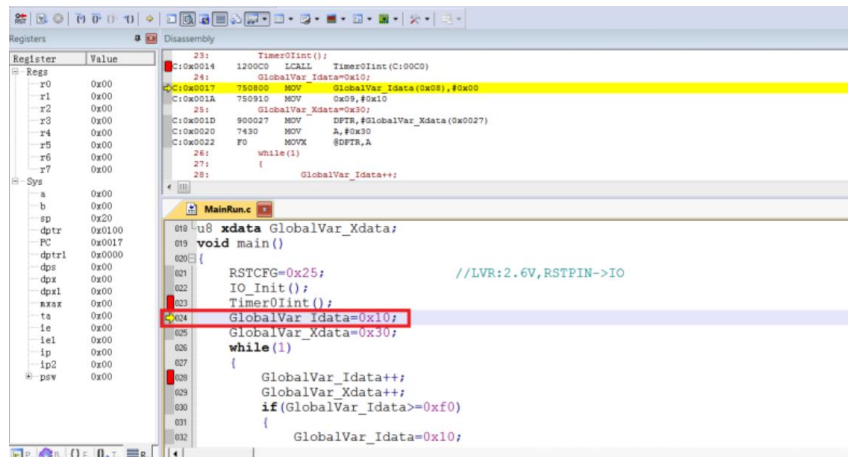 Registers
Register Value
Regs
r0 0x00
r1 0x00
r2 0x00
r3 0x00
r4 0x00
r5 0x00
r6 0x00
r7 0x00
Sys
a 0x00
b 0x00
sp 0x20
dptr 0x0100
PC 0x0017
dptr1 0x0000
dps 0x00
dpx 0x00
dpx1 0x00
mxax 0x00
ta 0x00
ie 0x00
ie1 0x00
ip 0x00
ip2 0x00
psw 0x00
Disassembly
23: Timer0Iint();
C:0x0014 1200C0 LCALL Timer0Iint(C:00C0)
24: GlobalVar_Idata=0x10;
C:0x0017 750800 MOV GlobalVar_Idata(0x08),#0x00
C:0x001A 750910 MOV 0x09,#0x10
25: GlobalVar_Xdata=0x30;
C:0x001D 900027 MOV DPTR,#GlobalVar_Xdata(0x0027)
C:0x0020 7430 MOV A,#0x30
C:0x0022 F0 MOVX @DPTR,A
26: while(1)
27: {
28: GlobalVar_Idata++;
MainRun.c
018 u8 xdata GlobalVar_Xdata;
019 void main()
020 {
021 RSTCFG=0x25; //LVR:2.6V,RSTPIN->IO
022 IO_Init();
023 Timer0Iint();
024 GlobalVar_Idata=0x10;
025 GlobalVar_Xdata=0x30;
026 while(1)
027 {
028 GlobalVar_Idata++;
029 GlobalVar_Xdata++;
030 if(GlobalVar_Idata>=0xf0)
031 {
032 GlobalVar_Idata=0x10;